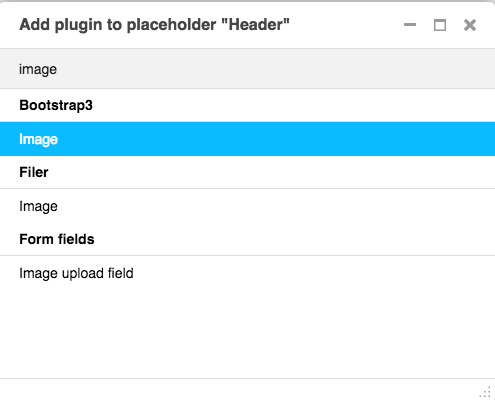 Add plugin to placeholder "Header"
image
Bootstrap3
Image
Filer
Image
Form fields
Image upload field